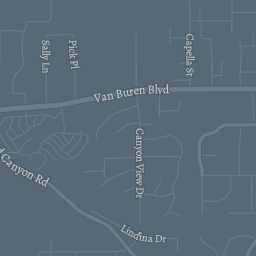 Sally Ln
Pick Pl
Capella St
Van Buren Blvd
Canyon View Dr
d Canyon Rd
Lindina Dr